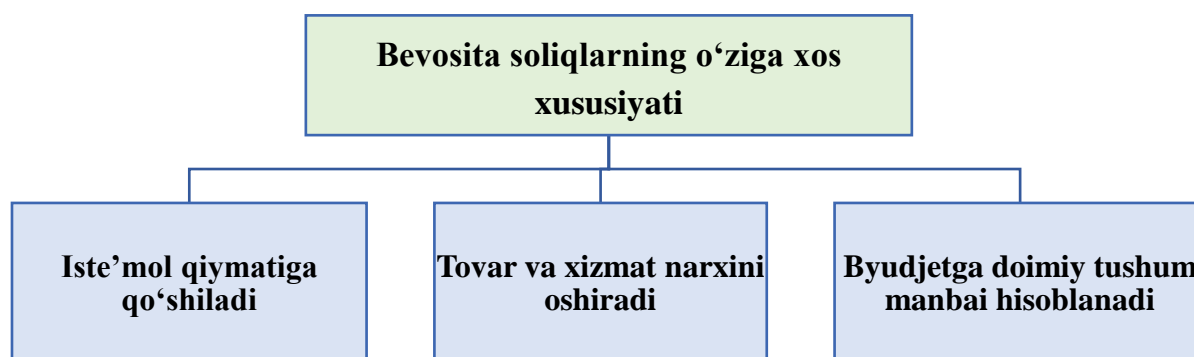 Bevosita soliqlarning o‘ziga xos
xususiyati
Iste’mol qiymatiga
qo‘shiladi
Tovar va xizmat narxini
oshiradi
Byudjetga doimiy tushum
manbai hisoblanadi